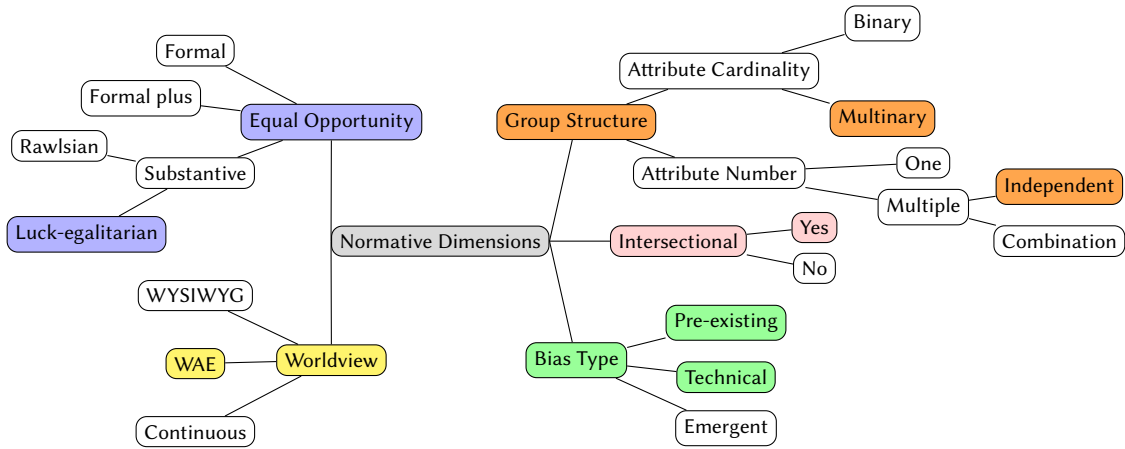 Formal
Formal plus
Equal Opportunity
Rawlsian
Substantive
Luck-egalitarian
Normative Dimensions
WYSIWYG
WAE
Worldview
Continuous
Binary
Attribute Cardinality
Multinary
Group Structure
Attribute Number
One
Multiple
Independent
Combination
Intersectional
Yes
No
Pre-existing
Bias Type
Technical
Emergent